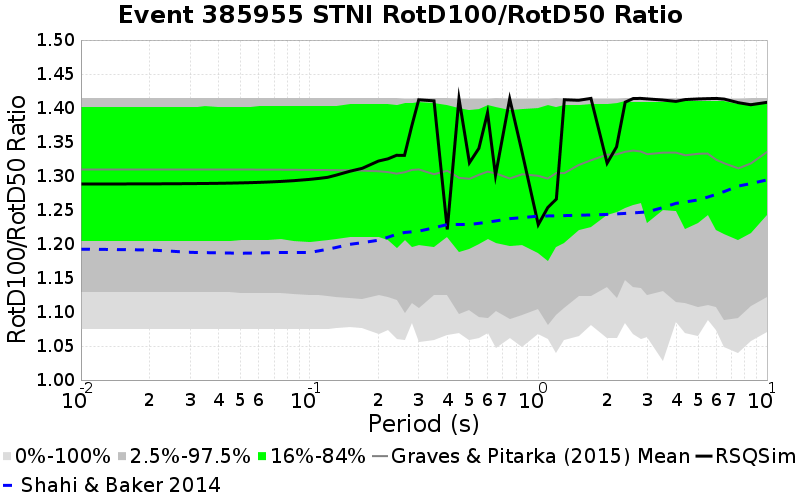 Event 385955 STNI RotD100/RotD50 Ratio
RotD100/RotD50 Ratio
1.50
1.45
1.40
1.35
1.30
1.25
1.20
1.15
1.10
1.05
1.00
10-2 2 3 4 5 6 10-1 2 3 4 5 6 7 100 2 3 4 5 6 7 101
Period (s)
0%-100% 2.5%-97.5% 16%-84% Graves & Pitarka (2015) Mean RSQSim
Shahi & Baker 2014